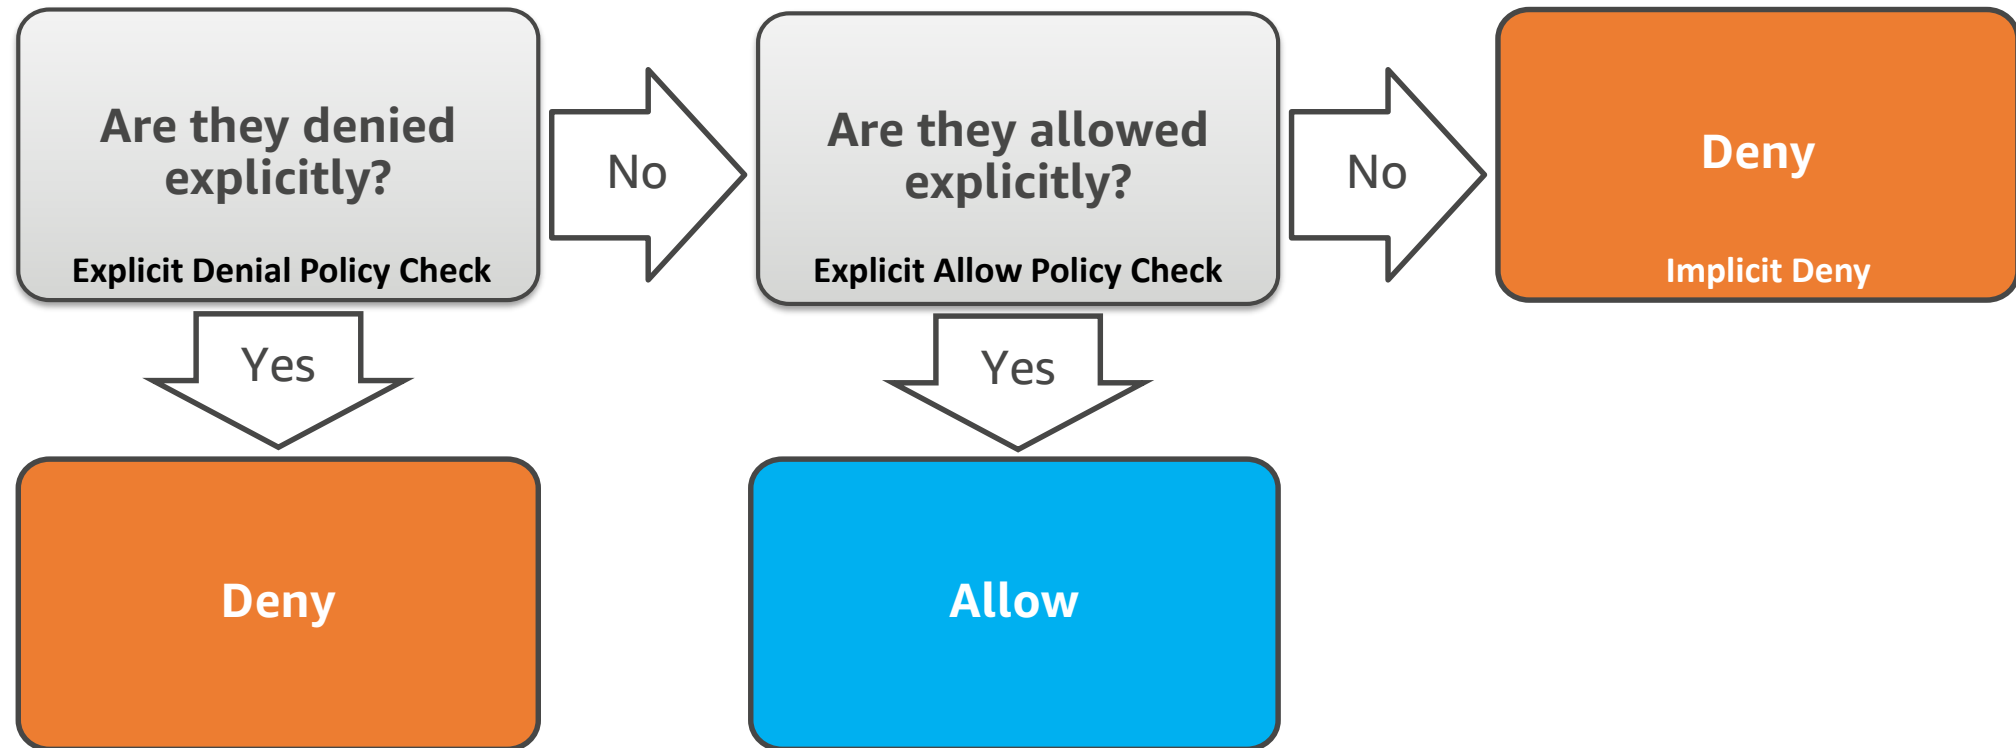 Are they denied
explicitly?
Explicit Denial Policy Check
No
Are they allowed
explicitly?
Explicit Allow Policy Check
No
Deny
Implicit Deny
Yes
Yes
Deny
Allow